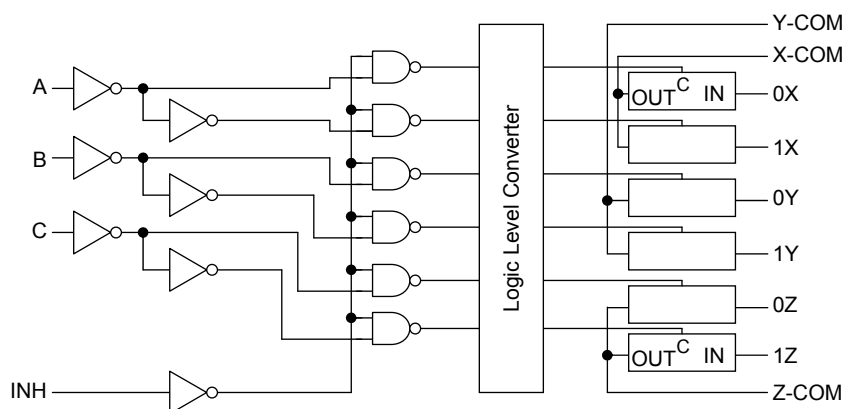 Y-COM
X-COM
A
OUT C IN
0X
1X
B
0Y
C
1Y
0Z
OUT C IN
1Z
INH
Z-COM
Logic Level Converter